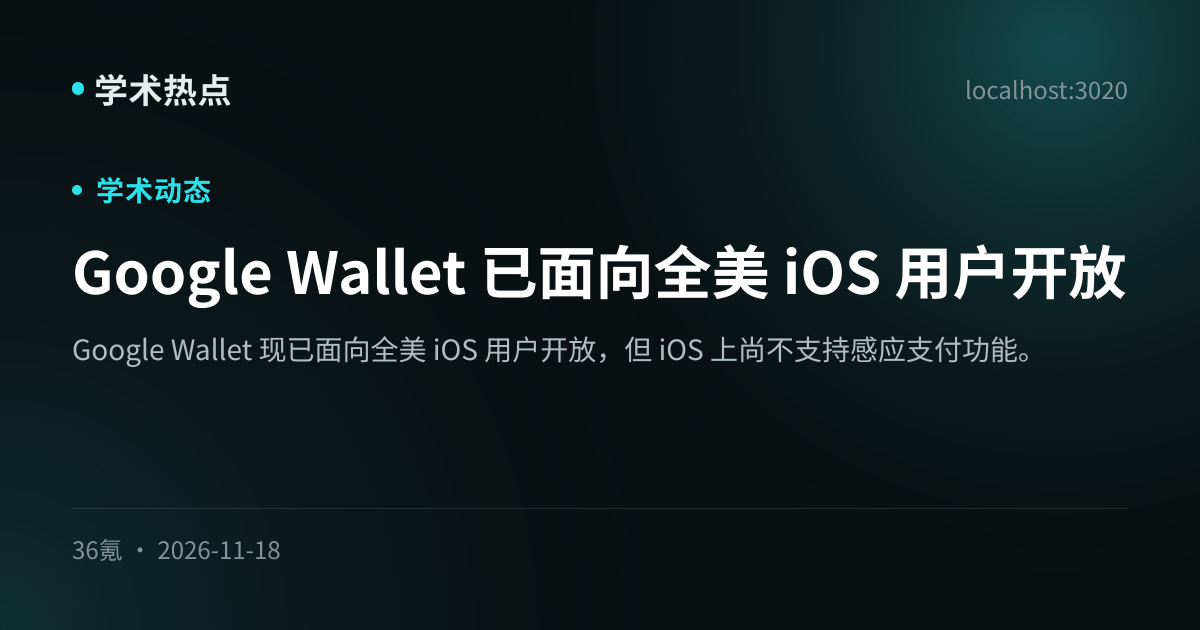 学术热点
localhost:3020
学术动态
Google Wallet 已面向全美 iOS 用户开放
Google Wallet 现已面向全美 iOS 用户开放，但 iOS 上尚不支持感应支付功能。
36氪 · 2026-11-18